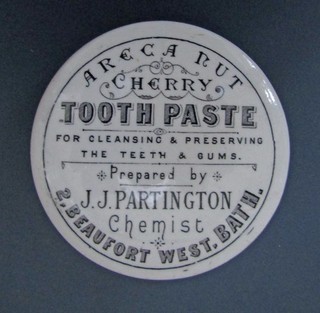 ARECA NUT
CHERRY
TOOTH PASTE
FOR CLEANSING & PRESERVING
THE TEETH & GUMS.
Prepared by
J.J. PARTINGTON
Chemist
2, BEAUFORT WEST, BATH.